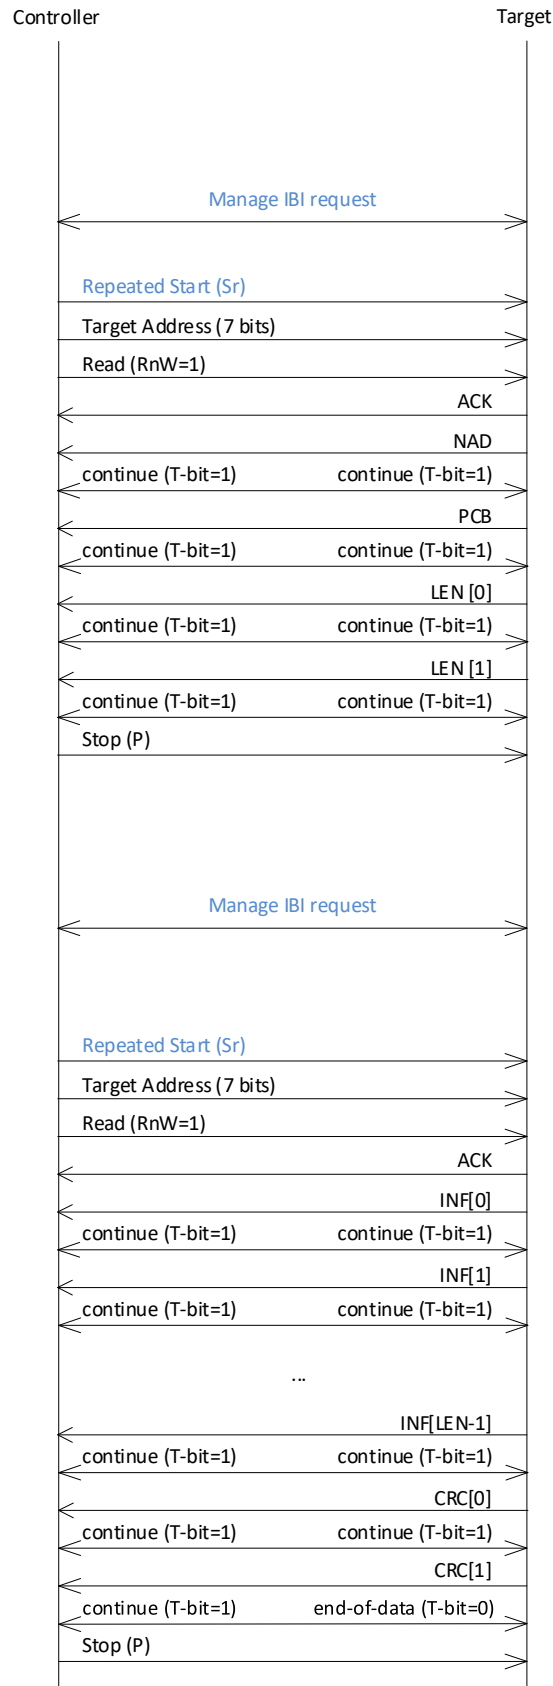 Controller Target
Manage IBI request
Repeated Start (Sr)
Target Address (7 bits)
Read (RnW=1)
ACK
NAD
continue (T-bit=1) continue (T-bit=1)
PCB
continue (T-bit=1) continue (T-bit=1)
LEN [0]
continue (T-bit=1) continue (T-bit=1)
LEN [1]
continue (T-bit=1) continue (T-bit=1)
Stop (P)
Manage IBI request
Repeated Start (Sr)
Target Address (7 bits)
Read (RnW=1)
ACK
INF[0]
continue (T-bit=1) continue (T-bit=1)
INF[1]
continue (T-bit=1) continue (T-bit=1)
...
INF[LEN-1]
continue (T-bit=1) continue (T-bit=1)
CRC[0]
continue (T-bit=1) continue (T-bit=1)
CRC[1]
continue (T-bit=1) end-of-data (T-bit=0)
Stop (P)